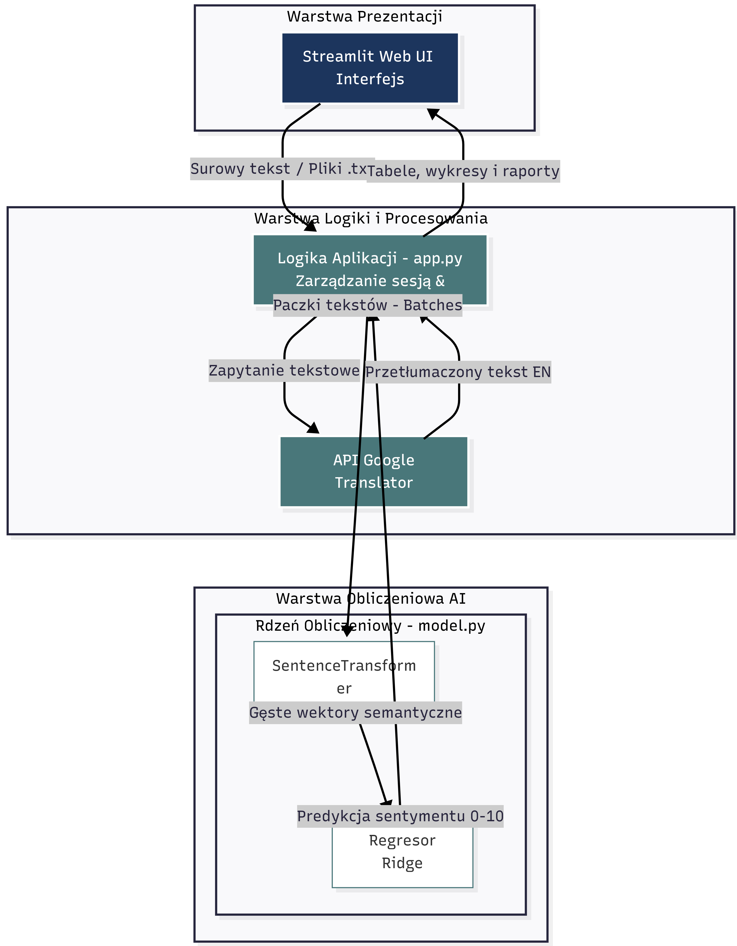 Warstwa Prezentacji
Streamlit Web UI
Interfejs
Surowy tekst / Pliki .txt
Tabele, wykresy i raporty
Warstwa Logiki i Procesowania
Logika Aplikacji - app.py
Zarządzanie sesją &
Paczki tekstów - Batches
Zapytanie tekstowe
Przetłumaczony tekst EN
API Google
Translator
Warstwa Obliczeniowa AI
Rdzeń Obliczeniowy - model.py
SentenceTransform
er
Gęste wektory semantyczne
Predykcja sentymentu 0-10
Regresor
Ridge